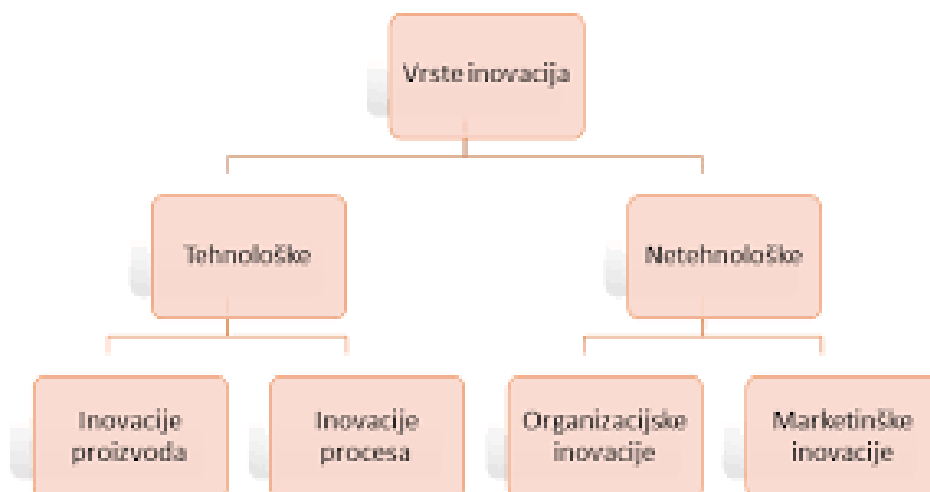 Vrste inovacija
Tehnološke
Netehnološke
Inovacije
proizvoda
Inovacije
procesa
Organizacijske
inovacije
Marketinške
inovacije